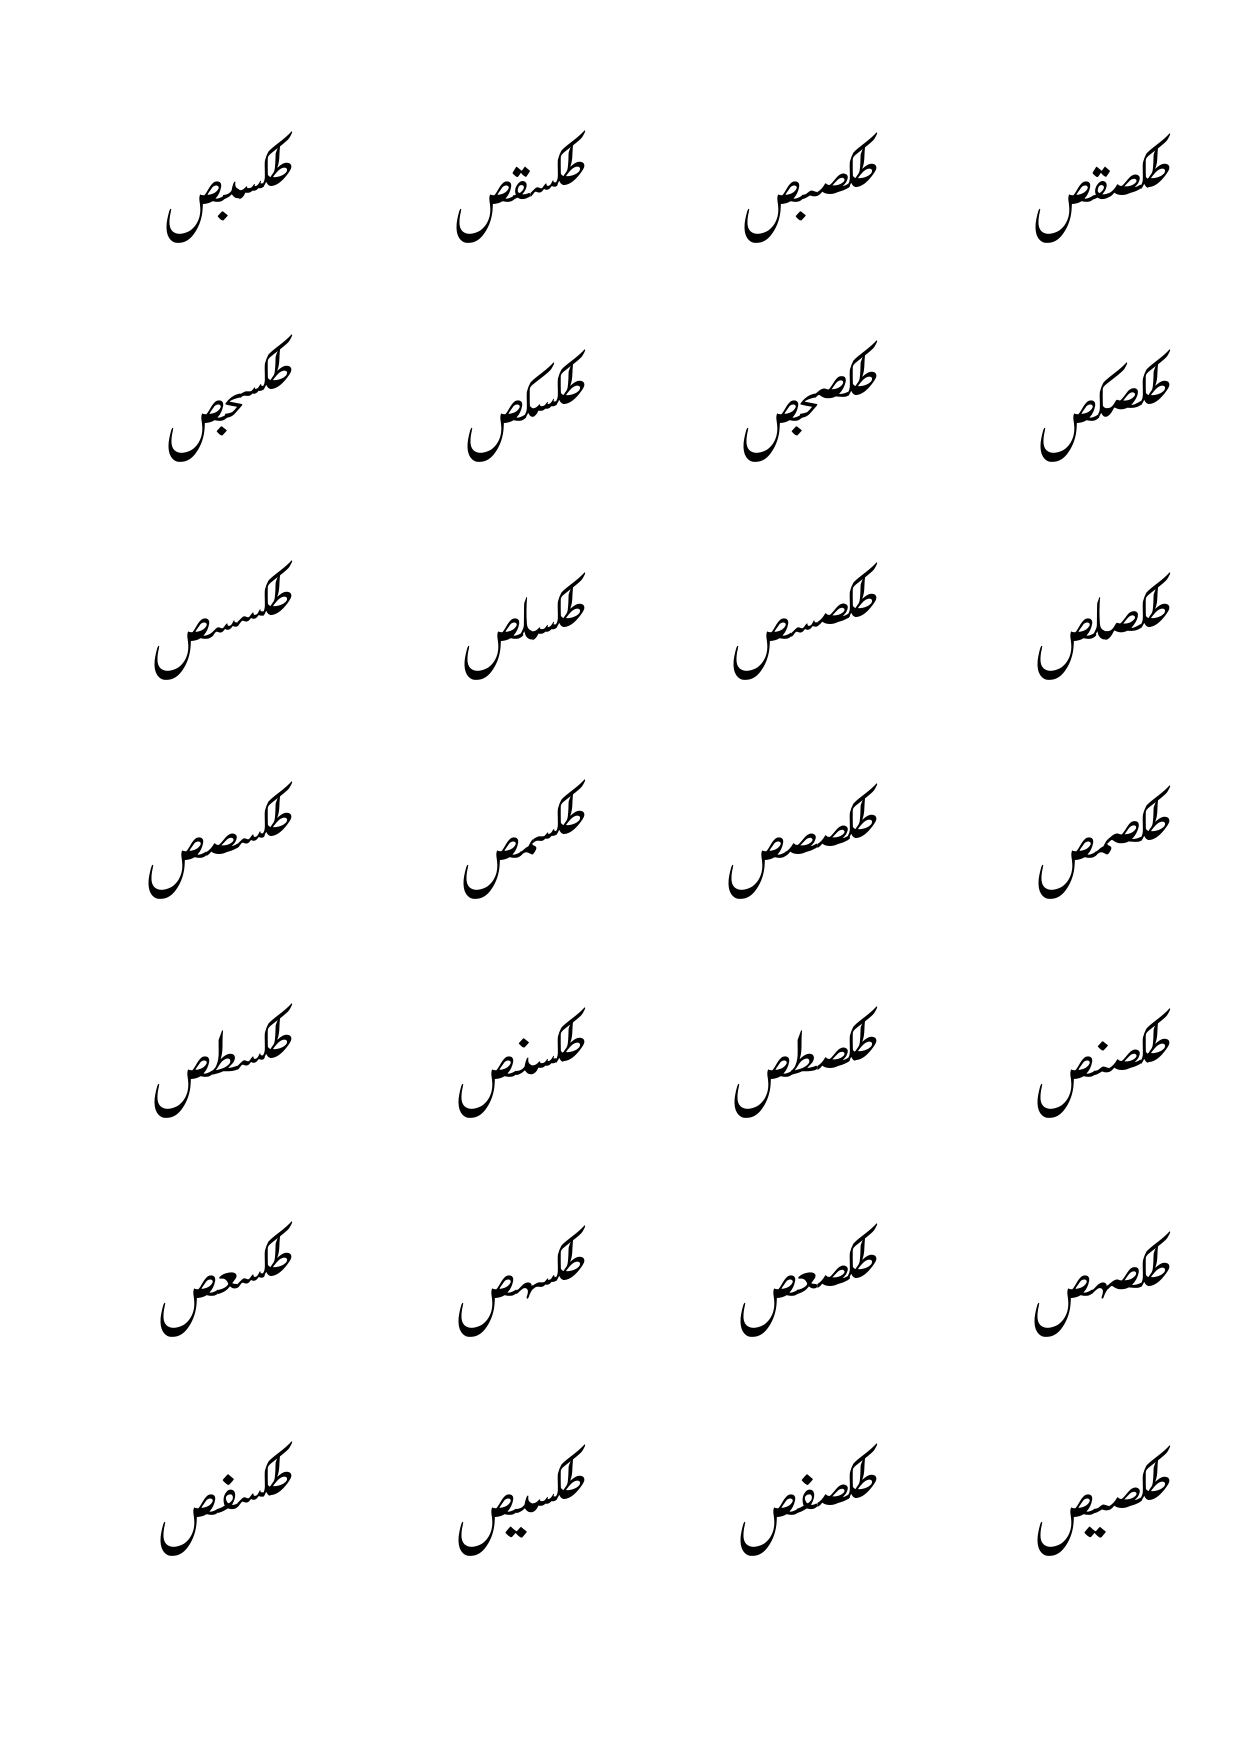 طكصقص طكصبص طكسقص طكسبص
طكصكص طكصجص طكسكص طكسجص
طكصلص طكصسص طكسلص طكسسص
طكصمص طكصصص طكسمص طكسصص
طكصنص طكصطص طكسنص طكسطص
طكصهص طكصعص طكسهص طكسعص
طكصيص طكصفص طكسيص طكسفص